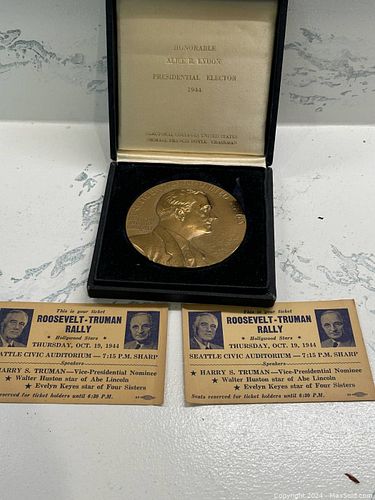 HONORABLE
PRESIDENTIAL ELECTOR
1944
ELECTORAL COLLEGE UNITED STATES
MICHAEL FRANCIS DOYLE, CHAIRMAN
This is your ticket
ROOSEVELT-TRUMAN
RALLY
★ Hollywood Stars ★
THURSDAY, OCT. 19, 1944
EATTLE CIVIC AUDITORIUM — 7:15 P.M. SHARP
—Speakers—
HARRY S. TRUMAN—Vice-Presidential Nominee
★ Walter Huston star of Abe Lincoln
★ Evelyn Keyes star of Four Sisters
reserved for ticket holders until 6:30 P.M.
This is your ticket
ROOSEVELT-TRUMAN
RALLY
★ Hollywood Stars ★
THURSDAY, OCT. 19, 1944
SEATTLE CIVIC AUDITORIUM — 7:15 P.M. SHARP
—Speakers—
★ HARRY S. TRUMAN—Vice-Presidential Nominee
★ Walter Huston star of Abe Lincoln
★ Evelyn Keyes star of Four Sisters
Seats reserved for ticket holders until 6:30 P.M.
Copyright 2024 - MaxSold.com